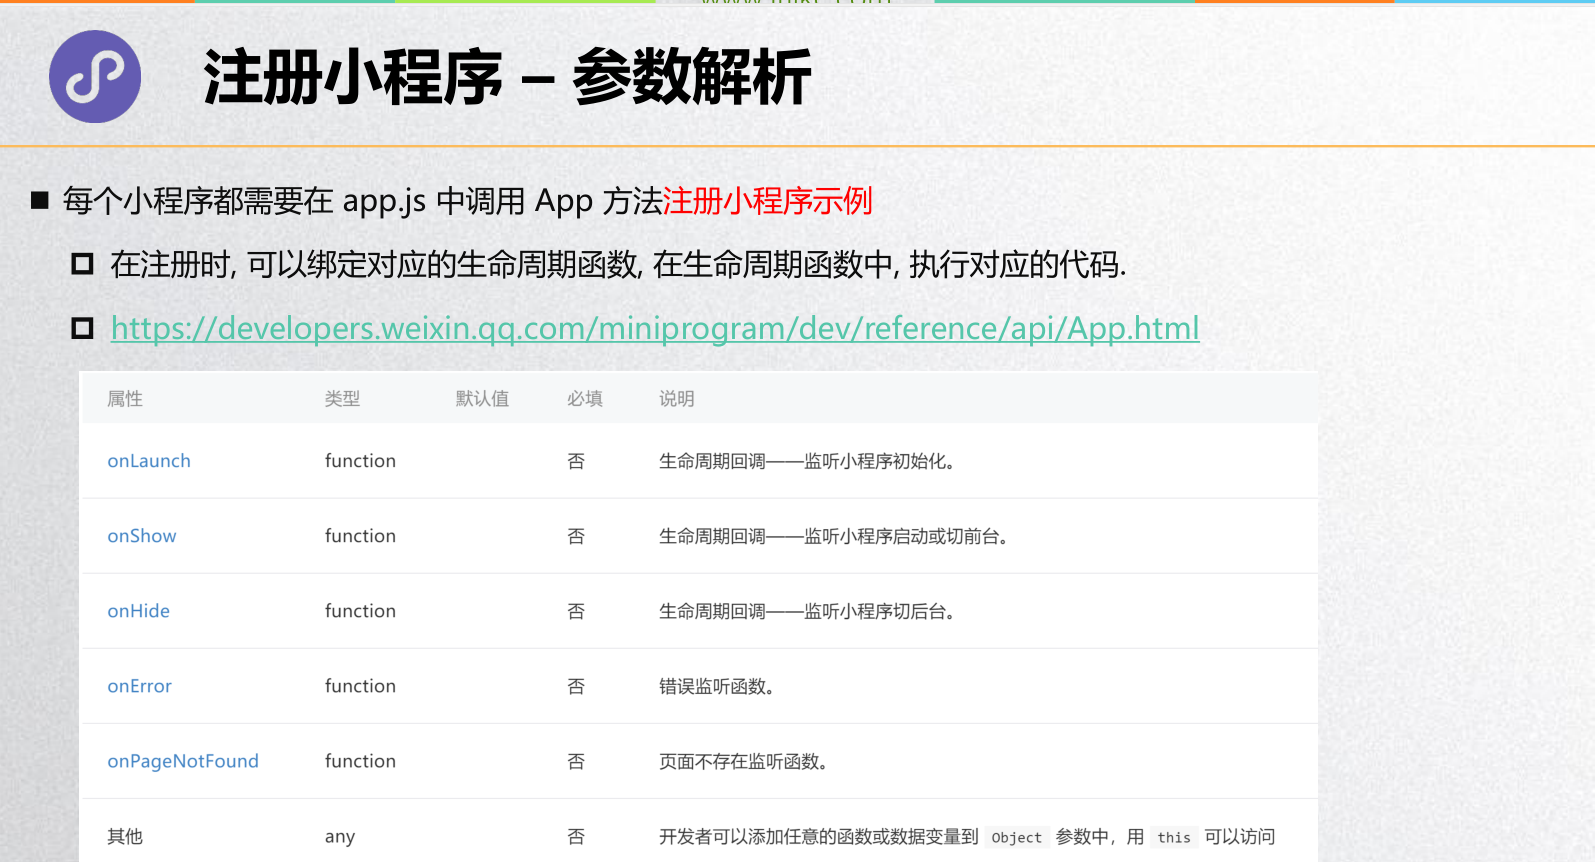 注册小程序 – 参数解析
每个小程序都需要在 app.js 中调用 App 方法注册小程序示例
在注册时, 可以绑定对应的生命周期函数, 在生命周期函数中, 执行对应的代码.
https://developers.weixin.qq.com/miniprogram/dev/reference/api/App.html
属性 类型 默认值 必填 说明
onLaunch function 否 生命周期回调——监听小程序初始化。
onShow function 否 生命周期回调——监听小程序启动或切前台。
onHide function 否 生命周期回调——监听小程序切后台。
onError function 否 错误监听函数。
onPageNotFound function 否 页面不存在监听函数。
其他 any 否 开发者可以添加任意的函数或数据变量到 Object 参数中，用 this 可以访问